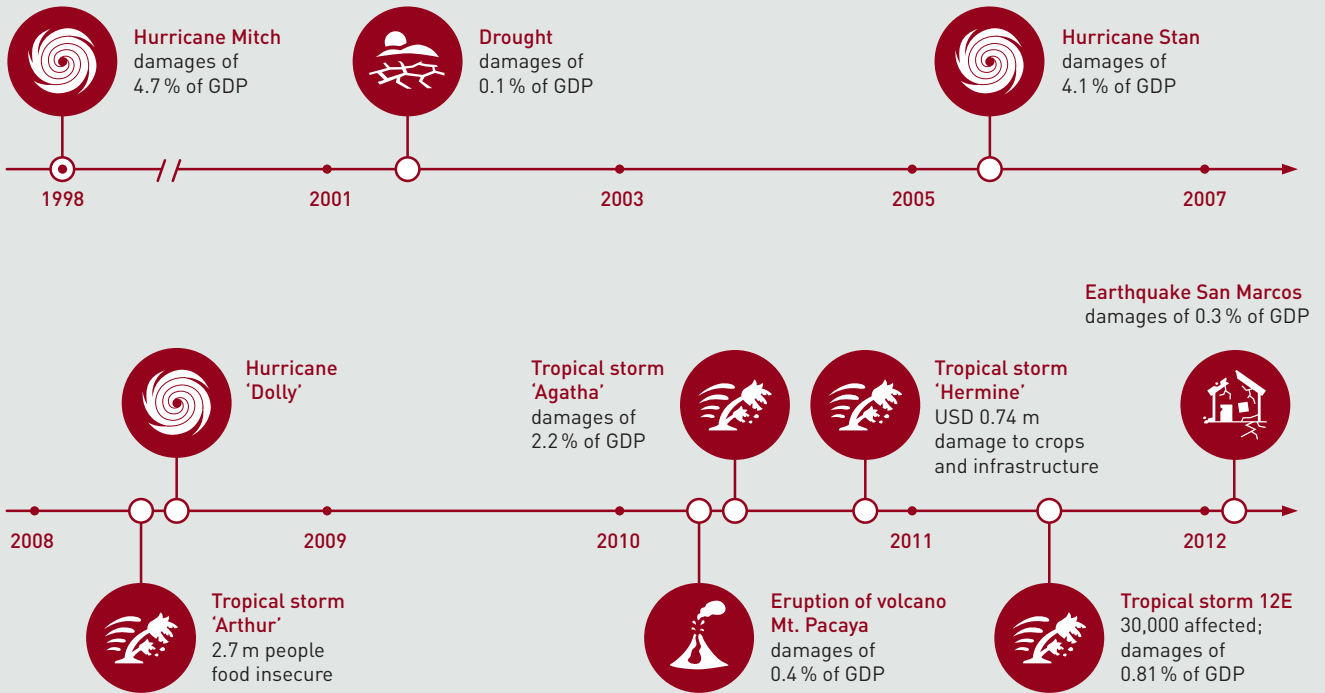 Hurricane Mitch
damages of
4.7 % of GDP
Drought
damages of
0.1 % of GDP
Hurricane Stan
damages of
4.1 % of GDP
1998
2001
2003
2005
2007
Earthquake San Marcos
damages of 0.3 % of GDP
Hurricane
‘Dolly’
Tropical storm
‘Agatha’
damages of
2.2 % of GDP
Tropical storm
‘Hermine’
USD 0.74 m
damage to crops
and infrastructure
2008
2009
2010
2011
2012
Tropical storm
‘Arthur’
2.7 m people
food insecure
Eruption of volcano
Mt. Pacaya
damages of
0.4 % of GDP
Tropical storm 12E
30,000 affected;
damages of
0.81 % of GDP